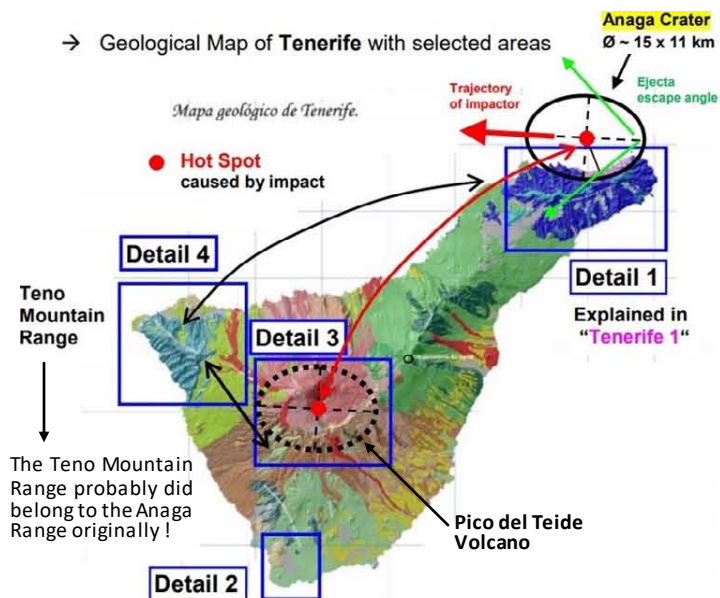 → Geological Map of Tenerife with selected areas
Anaga Crater
Ø ~ 15 x 11 km
Trajectory
of impactor
Ejecta
escape angle
Mapa geológico de Tenerife.
Hot Spot
caused by impact
Detail 4
Detail 1
Teno
Mountain
Range
Explained in
"Tenerife 1"
Detail 3
The Teno Mountain
Range probably did
belong to the Anaga
Range originally !
Pico del Teide
Volcano
Detail 2